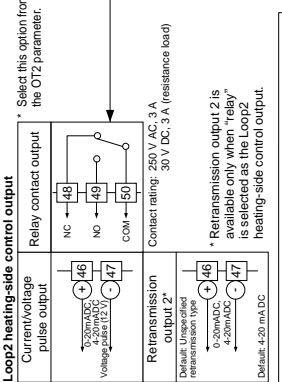 Loop2 heating-side control output
Current/voltage
pulse output
0-20mADC,
4-20mADC
Voltage pulse (12 V)
+ 46
- 47
Relay contact output
NC 48
NO 49
COM 50
* Select this option from
the OT2 parameter.
Contact rating: 250 V AC, 3 A
30 V DC, 3 A (resistance load)
Retransmission
output 2*
Default: Unspecified
retransmission type
0-20mADC,
4-20mADC
+ 46
- 47
Default: 4-20 mA DC
* Retransmission output 2 is
available only when "relay"
is selected as the Loop2
heating-side control output.